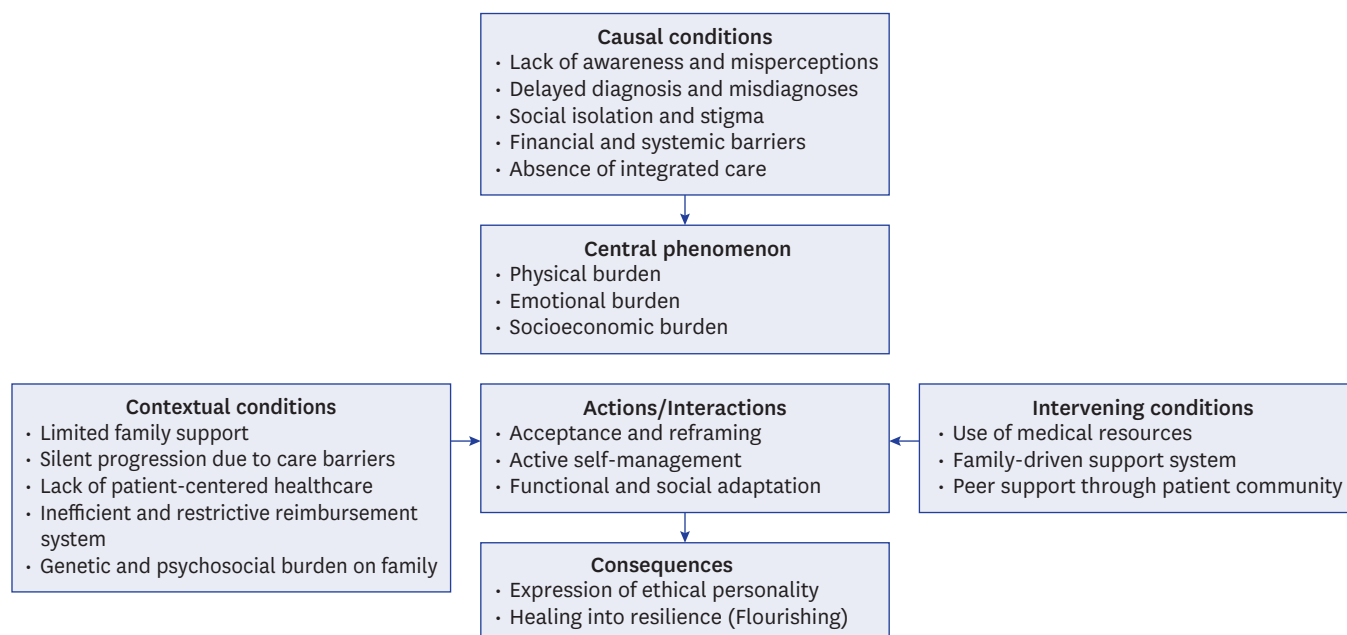 Causal conditions
• Lack of awareness and misperceptions
• Delayed diagnosis and misdiagnoses
• Social isolation and stigma
• Financial and systemic barriers
• Absence of integrated care
Central phenomenon
• Physical burden
• Emotional burden
• Socioeconomic burden
Contextual conditions
• Limited family support
• Silent progression due to care barriers
• Lack of patient-centered healthcare
• Inefficient and restrictive reimbursement
system
• Genetic and psychosocial burden on family
Actions/Interactions
• Acceptance and reframing
• Active self-management
• Functional and social adaptation
Intervening conditions
• Use of medical resources
• Family-driven support system
• Peer support through patient community
Consequences
• Expression of ethical personality
• Healing into resilience (Flourishing)